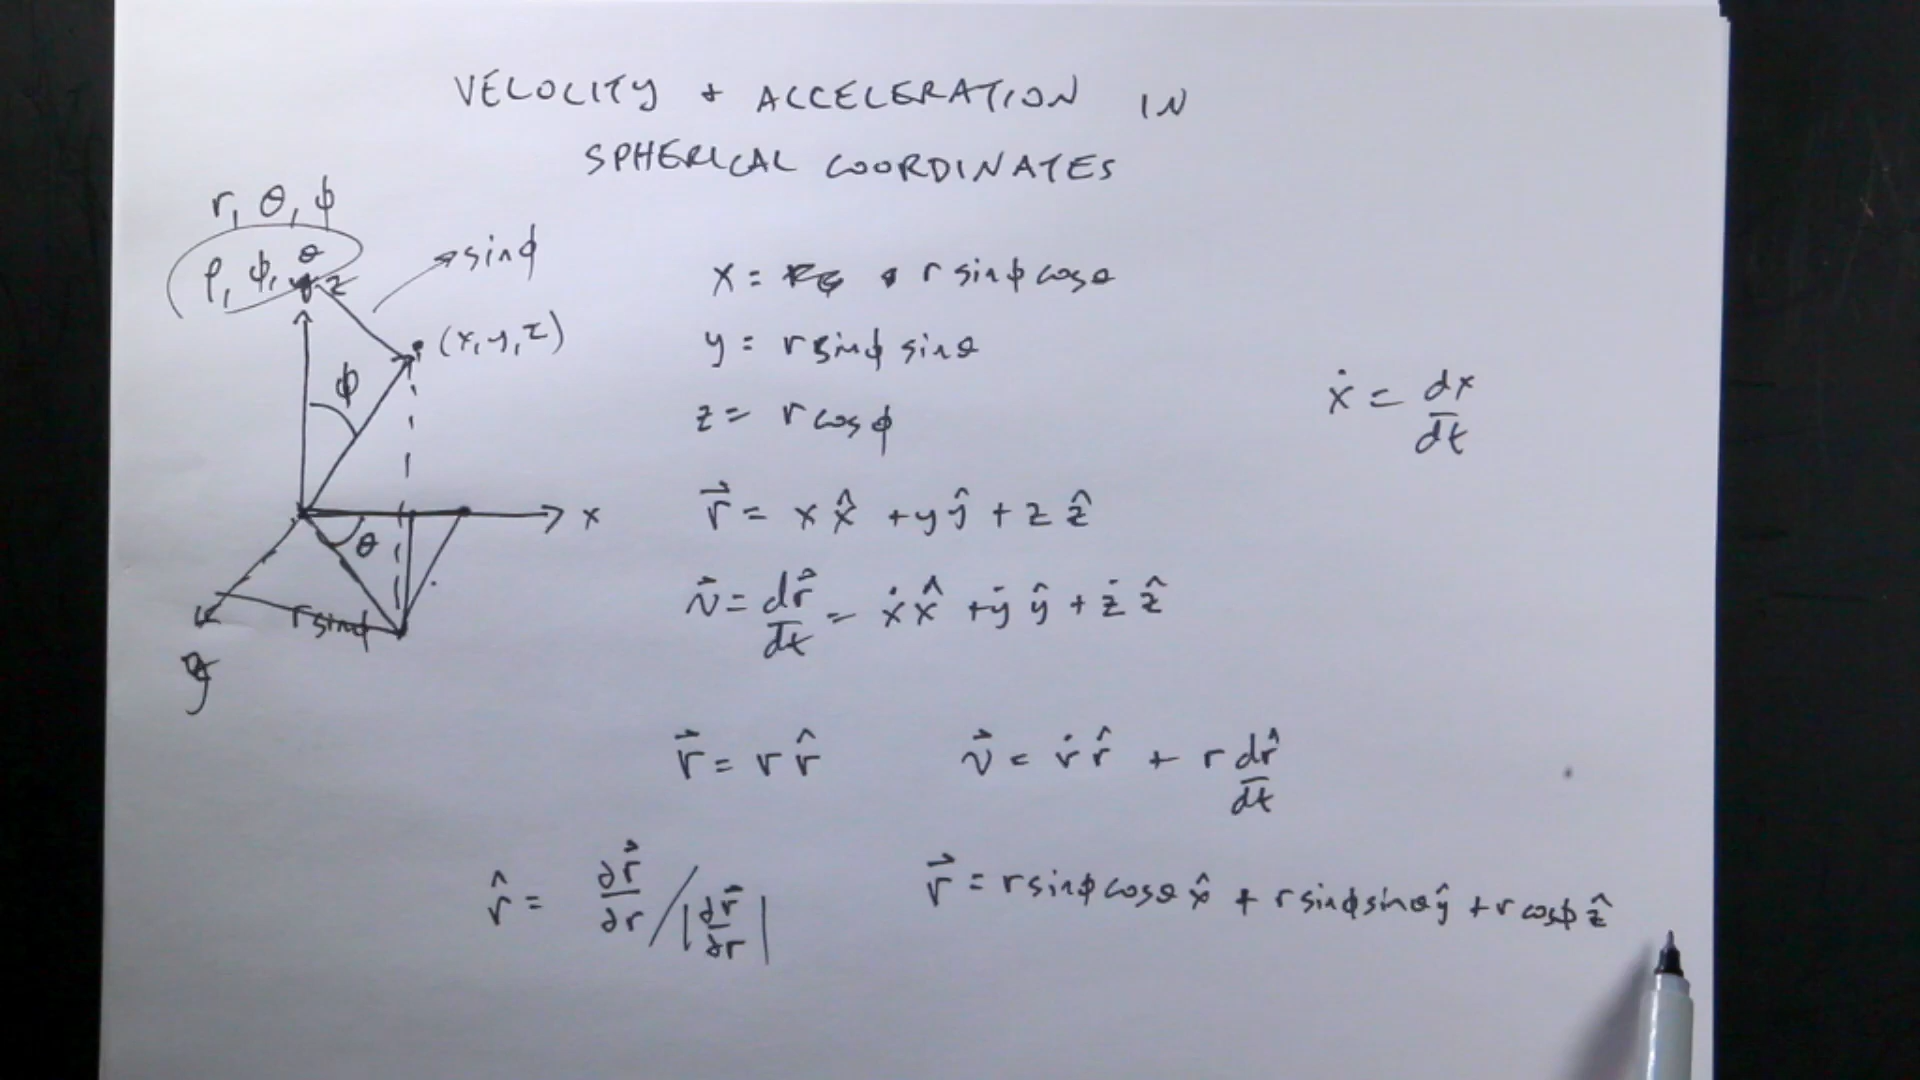 VELOCITY + ACCELERATION IN
SPHERICAL COORDINATES
r, θ, ϕ
ρ, ϕ, θ
z
r sinϕ
(x, y, z)
ϕ
x
θ
r sinϕ
y
x = r sinϕ cosθ
y = r sinϕ sinθ
z = r cosϕ
ẋ = dx/dt
r⃗ = x x̂ + y ŷ + z ẑ
v⃗ = dr⃗/dt = ẋ x̂ + ẏ ŷ + ż ẑ
r⃗ = r r̂
v⃗ = ṙ r̂ + r dr̂/dt
r̂ = ∂r⃗/∂r / |∂r⃗/∂r|
r⃗ = r sinϕ cosθ x̂ + r sinϕ sinθ ŷ + r cosϕ ẑ